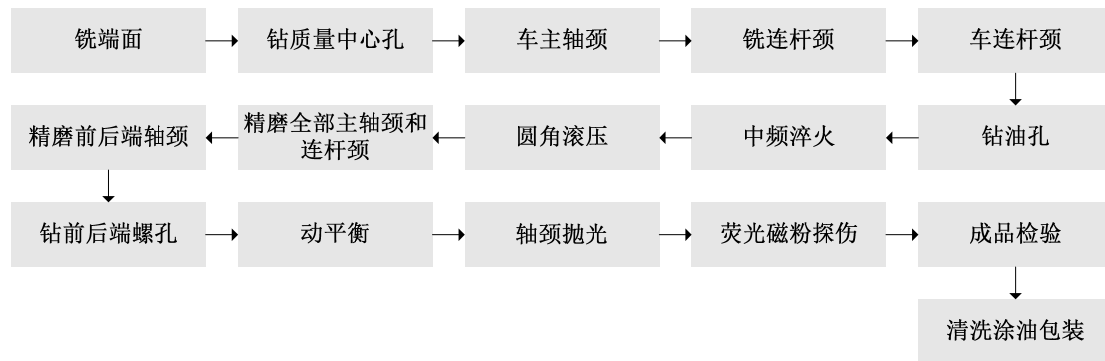 铣端面
钻质量中心孔
车主轴颈
铣连杆颈
车连杆颈
钻油孔
中频淬火
圆角滚压
精磨全部主轴颈和
连杆颈
精磨前后端轴颈
钻前后端螺孔
动平衡
轴颈抛光
荧光磁粉探伤
成品检验
清洗涂油包装